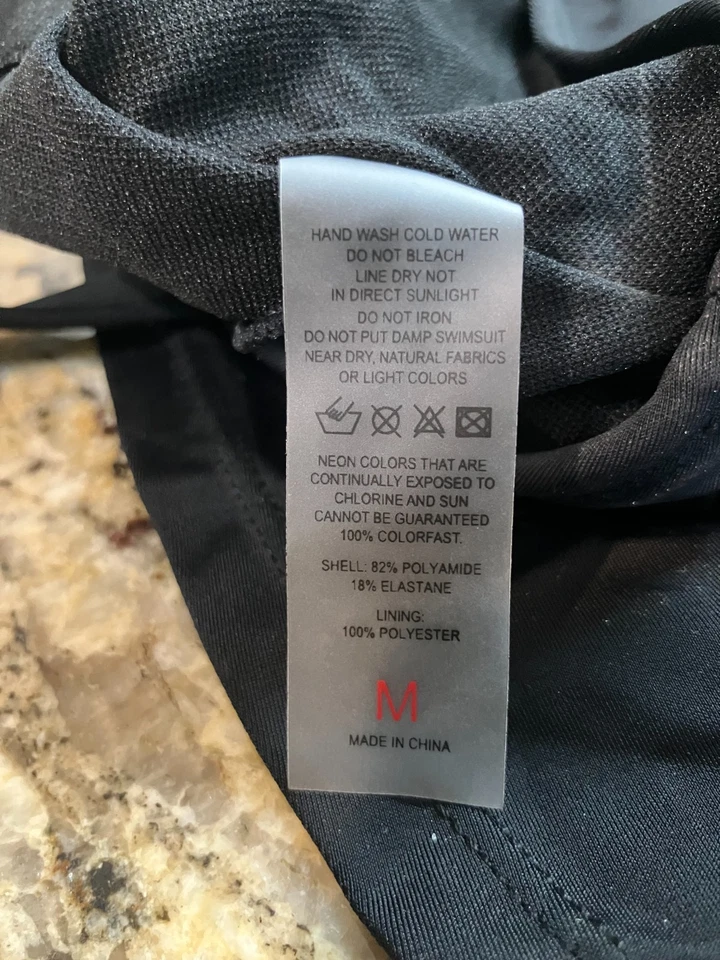 HAND WASH COLD WATER
DO NOT BLEACH
LINE DRY NOT
IN DIRECT SUNLIGHT
DO NOT IRON
DO NOT PUT DAMP SWIMSUIT
NEAR DRY, NATURAL FABRICS
OR LIGHT COLORS
NEON COLORS THAT ARE
CONTINUALLY EXPOSED TO
CHLORINE AND SUN
CANNOT BE GUARANTEED
100% COLORFAST.
SHELL: 82% POLYAMIDE
18% ELASTANE
LINING:
100% POLYESTER
M
MADE IN CHINA